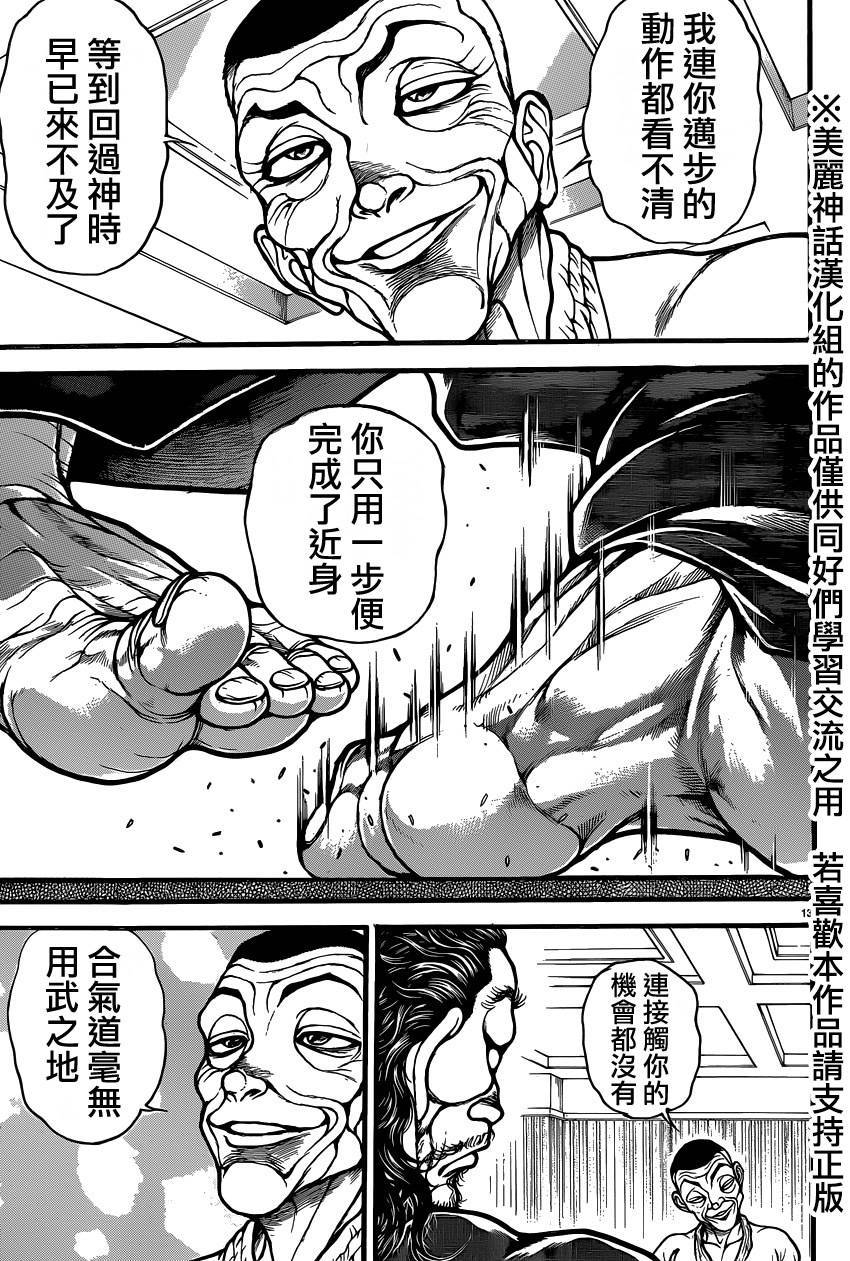 我連你邁步的
動作都看不清
等到回過神時
早已來不及了
你只用一步便
完成了近身
連接觸你的
機會都沒有
合氣道毫無
用武之地
13
※美麗神話漢化組的作品僅供同好們學習交流之用 若喜歡本作品請支持正版